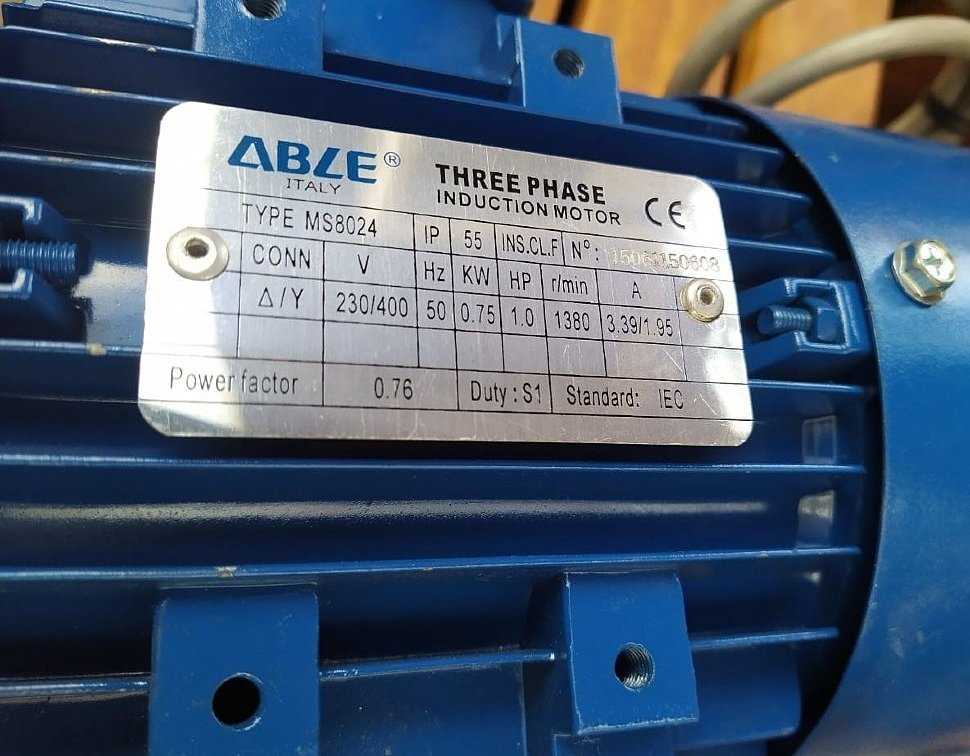 ABLE®
ITALY
THREE PHASE
INDUCTION MOTOR
CE
TYPE MS8024 IP 55 INS.CL.F Nº:
CONN V Hz KW HP r/min A
Δ/Y 230/400 50 0.75 1.0 1380 3.39/1.95
Power factor 0.76 Duty : S1 Standard: IEC